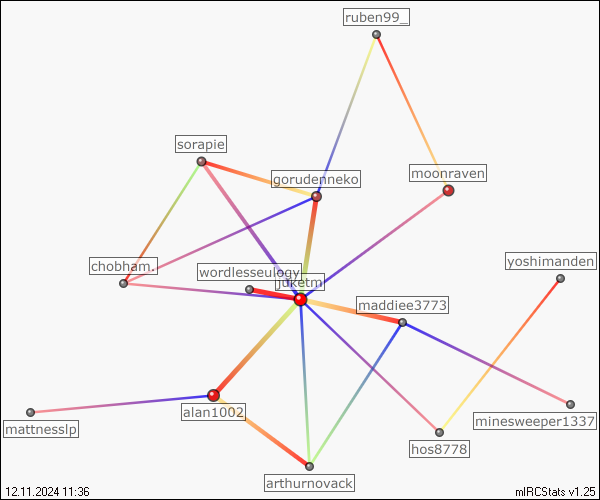 ruben99_
sorapie
moonraven
gorudenneko
yoshimanden
chobham.
wordlesseulogy
juketm
maddiee3773
alan1002
minesweeper1337
mattnesslp
hos8778
arthurnovack
12.11.2024 11:36
mIRCStats v1.25